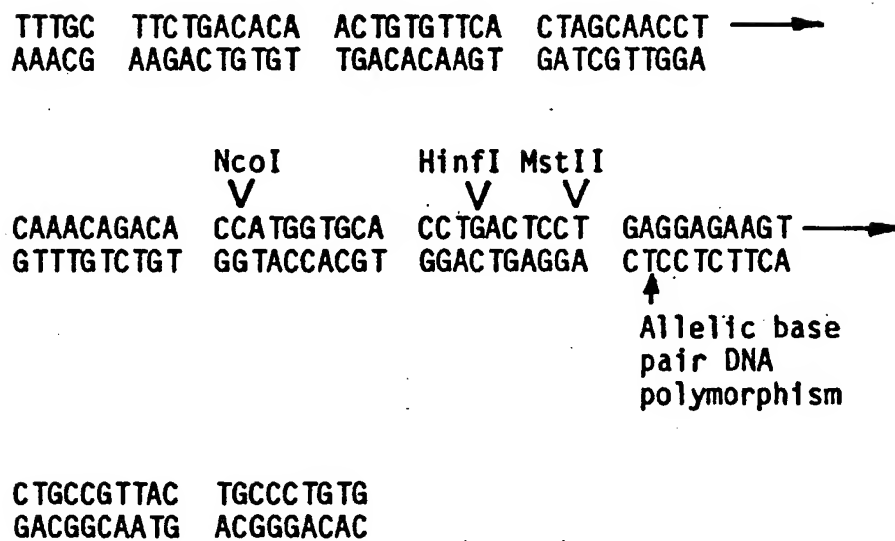 TTTGC TTCTGACACA ACTGTGTTCA CTAGCAACCT
AAACG AAGACTGTGT TGACACAAGT GATCGTTGGA
NcoI HinfI MstII
CAAACAGACA CCATGGTGCA CCTGACTCCT GAGGAGAAGT
GTTTGTCTGT GGTACCACGT GGACTGAGGA CTCCTCTTCA
Allelic base
pair DNA
polymorphism
CTGCCGTTAC TGCCCTGTG
GACGGCAATG ACGGGACAC